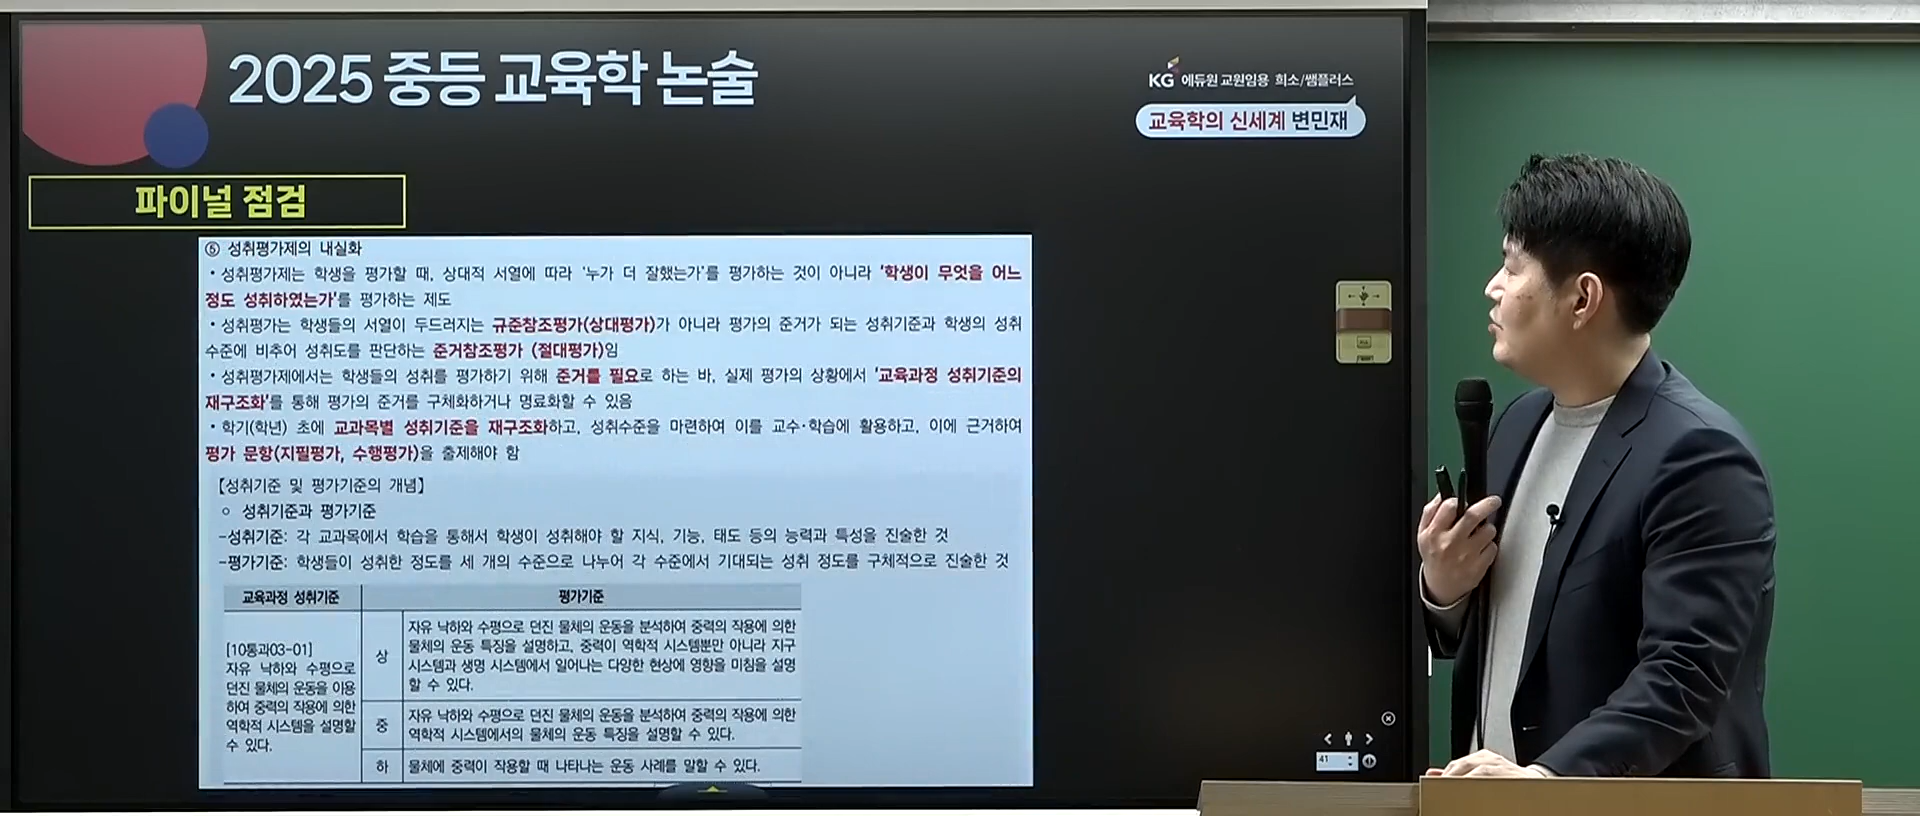 2025 중등 교육학 논술
KG 에듀원 교원임용 희소/쌤플러스
교육학의 신세계 변민재
파이널 점검
⑤ 성취평가제의 내실화
• 성취평가제는 학생을 평가할 때, 상대적 서열에 따라 '누가 더 잘했는가'를 평가하는 것이 아니라 '학생이 무엇을 어느
정도 성취하였는가'를 평가하는 제도
• 성취평가는 학생들의 서열이 두드러지는 규준참조평가(상대평가)가 아니라 평가의 준거가 되는 성취기준과 학생의 성취
수준에 비추어 성취도를 판단하는 준거참조평가 (절대평가)임
• 성취평가제에서는 학생들의 성취를 평가하기 위해 준거를 필요로 하는 바, 실제 평가의 상황에서 '교육과정 성취기준의
재구조화'를 통해 평가의 준거를 구체화하거나 명료화할 수 있음
• 학기(학년) 초에 교과목별 성취기준을 재구조화하고, 성취수준을 마련하여 이를 교수·학습에 활용하고, 이에 근거하여
평가 문항(지필평가, 수행평가)을 출제해야 함
【성취기준 및 평가기준의 개념】
○ 성취기준과 평가기준
-성취기준: 각 교과목에서 학습을 통해서 학생이 성취해야 할 지식, 기능, 태도 등의 능력과 특성을 진술한 것
-평가기준: 학생들이 성취한 정도를 세 개의 수준으로 나누어 각 수준에서 기대되는 성취 정도를 구체적으로 진술한 것
교육과정 성취기준
평가기준
[10통과03-01]
자유 낙하와 수평으로
던진 물체의 운동을 이용
하여 중력의 작용에 의한
역학적 시스템을 설명할
수 있다.
상
자유 낙하와 수평으로 던진 물체의 운동을 분석하여 중력의 작용에 의한
물체의 운동 특징을 설명하고, 중력이 역학적 시스템뿐만 아니라 지구
시스템과 생명 시스템에서 일어나는 다양한 현상에 영향을 미침을 설명
할 수 있다.
중
자유 낙하와 수평으로 던진 물체의 운동을 분석하여 중력의 작용에 의한
역학적 시스템에서의 물체의 운동 특징을 설명할 수 있다.
하
물체에 중력이 작용할 때 나타나는 운동 사례를 말할 수 있다.
41